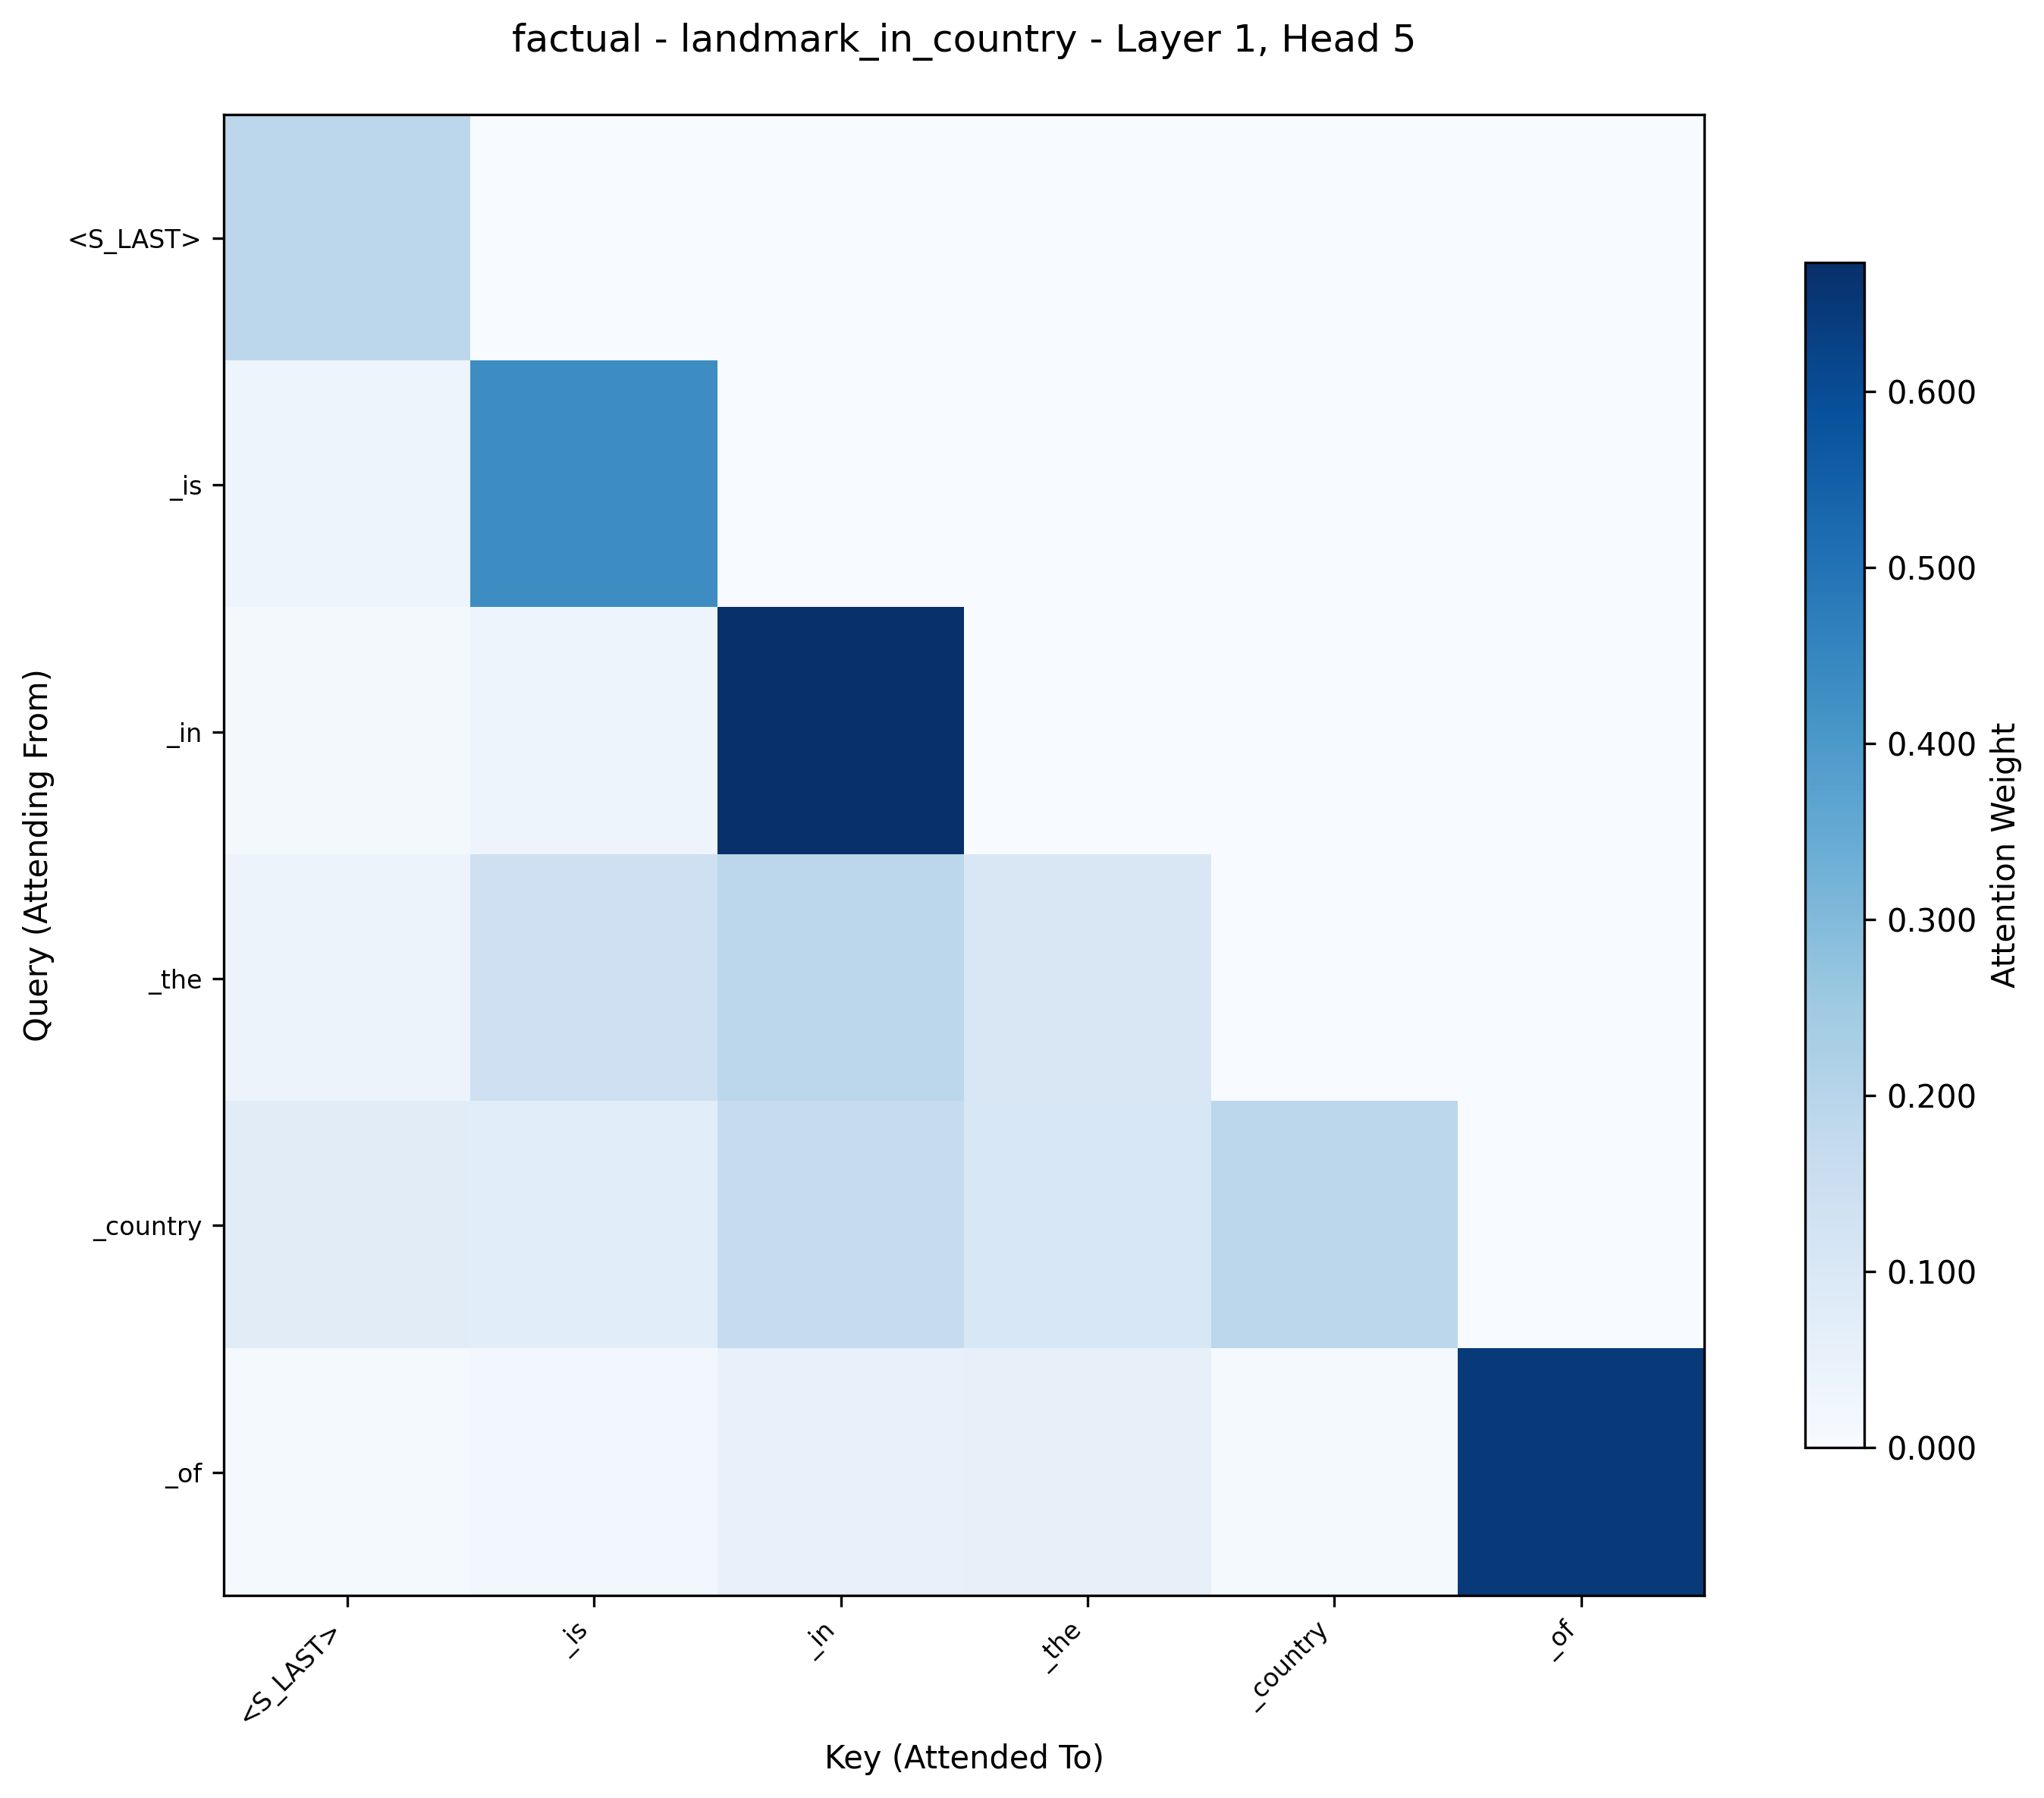 factual - landmark_in_country - Layer 1, Head 5
Query (Attending From)
<S_LAST>
_is
_in
_the
_country
_of
<S_LAST>
_is
_in
_the
_country
_of
Key (Attended To)
0.600
0.500
0.400
0.300
0.200
0.100
0.000
Attention Weight